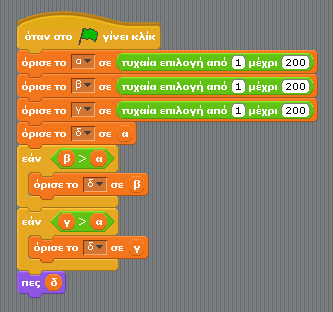 όταν στο γίνει κλικ
όρισε το α σε τυχαία επιλογή από 1 μέχρι 200
όρισε το β σε τυχαία επιλογή από 1 μέχρι 200
όρισε το γ σε τυχαία επιλογή από 1 μέχρι 200
όρισε το δ σε α
εάν β > α
όρισε το δ σε β
εάν γ > α
όρισε το δ σε γ
πες δ